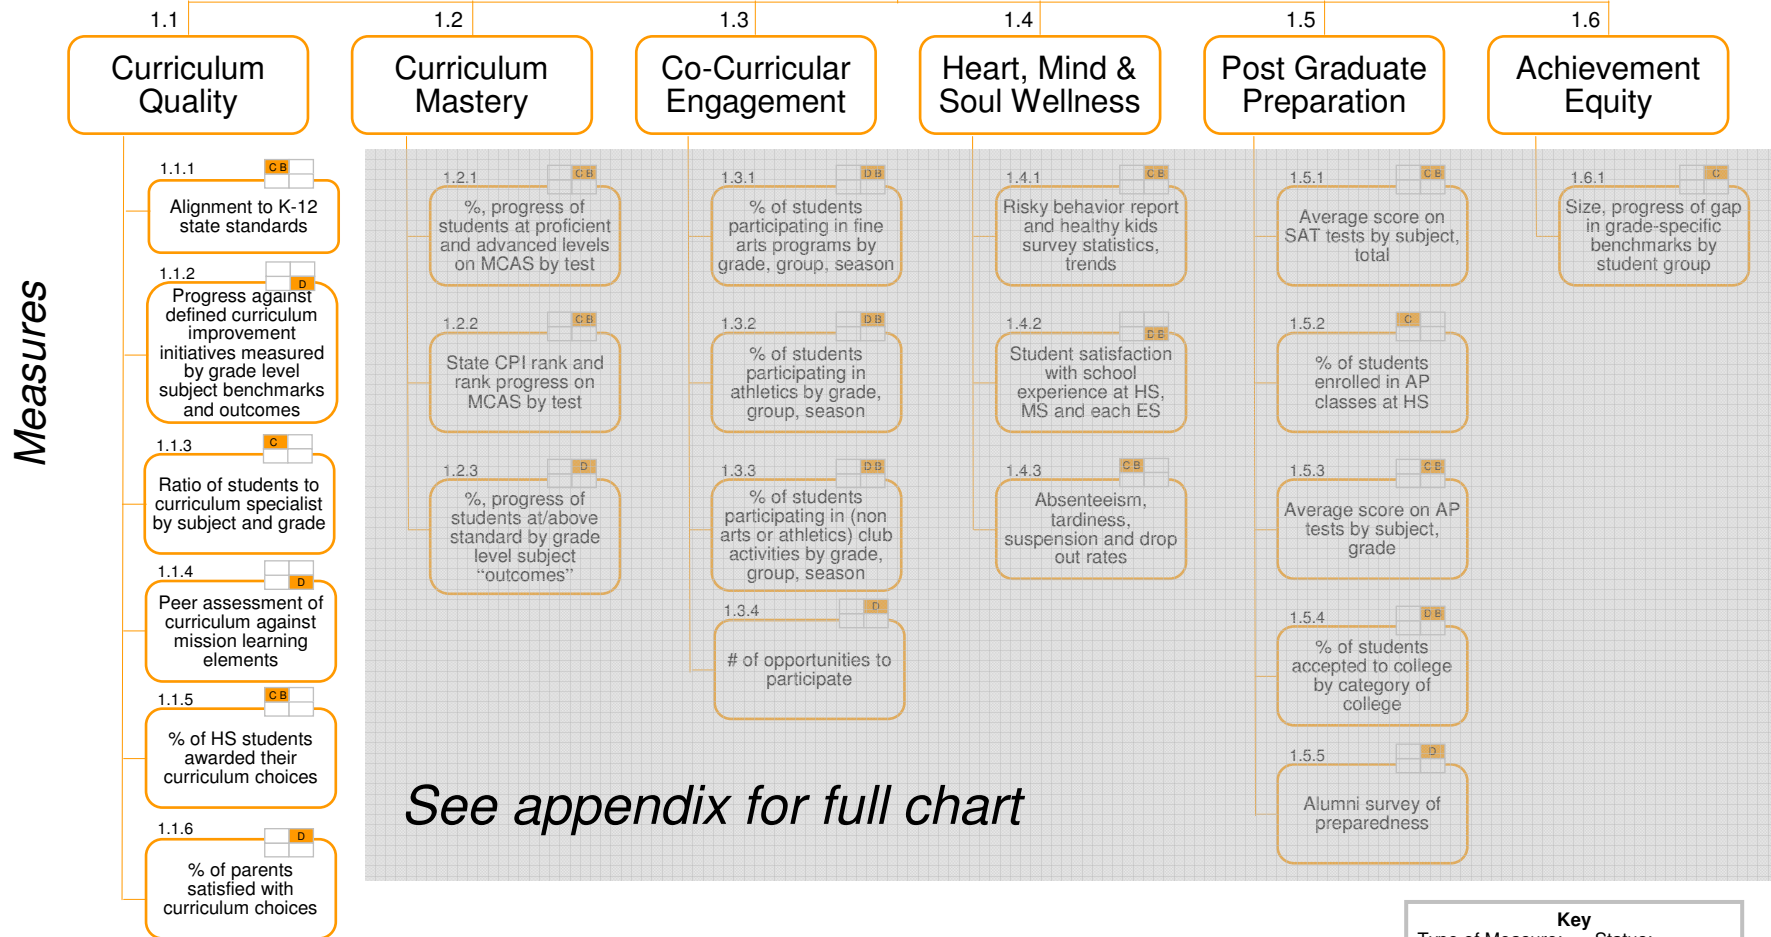 1.1
1.2
1.3
1.4
1.5
1.6
Curriculum
Quality
Curriculum
Mastery
Co-Curricular
Engagement
Heart, Mind &
Soul Wellness
Post Graduate
Preparation
Achievement
Equity
Measures
1.1.1
C B
Alignment to K-12
state standards
1.1.2
D
Progress against
defined curriculum
improvement
initiatives measured
by grade level
subject benchmarks
and outcomes
1.1.3
C
Ratio of students to
curriculum specialist
by subject and grade
1.1.4
D
Peer assessment of
curriculum against
mission learning
elements
1.1.5
C B
% of HS students
awarded their
curriculum choices
1.1.6
D
% of parents
satisfied with
curriculum choices
1.2.1
C B
%, progress of
students at proficient
and advanced levels
on MCAS by test
1.2.2
C B
State CPI rank and
rank progress on
MCAS by test
1.2.3
D
%, progress of
students at/above
standard by grade
level subject
“outcomes”
1.3.1
D B
% of students
participating in fine
arts programs by
grade, group, season
1.3.2
D B
% of students
participating in
athletics by grade,
group, season
1.3.3
D B
% of students
participating in (non
arts or athletics) club
activities by grade,
group, season
1.3.4
D
# of opportunities to
participate
1.4.1
C B
Risky behavior report
and healthy kids
survey statistics,
trends
1.4.2
D B
Student satisfaction
with school
experience at HS,
MS and each ES
1.4.3
C B
Absenteeism,
tardiness,
suspension and drop
out rates
1.5.1
C B
Average score on
SAT tests by subject,
total
1.5.2
C
% of students
enrolled in AP
classes at HS
1.5.3
C B
Average score on AP
tests by subject,
grade
1.5.4
D B
% of students
accepted to college
by category of
college
1.5.5
D
Alumni survey of
preparedness
1.6.1
C
Size, progress of gap
in grade-specific
benchmarks by
student group
See appendix for full chart
Key
Type of Measure: Status: